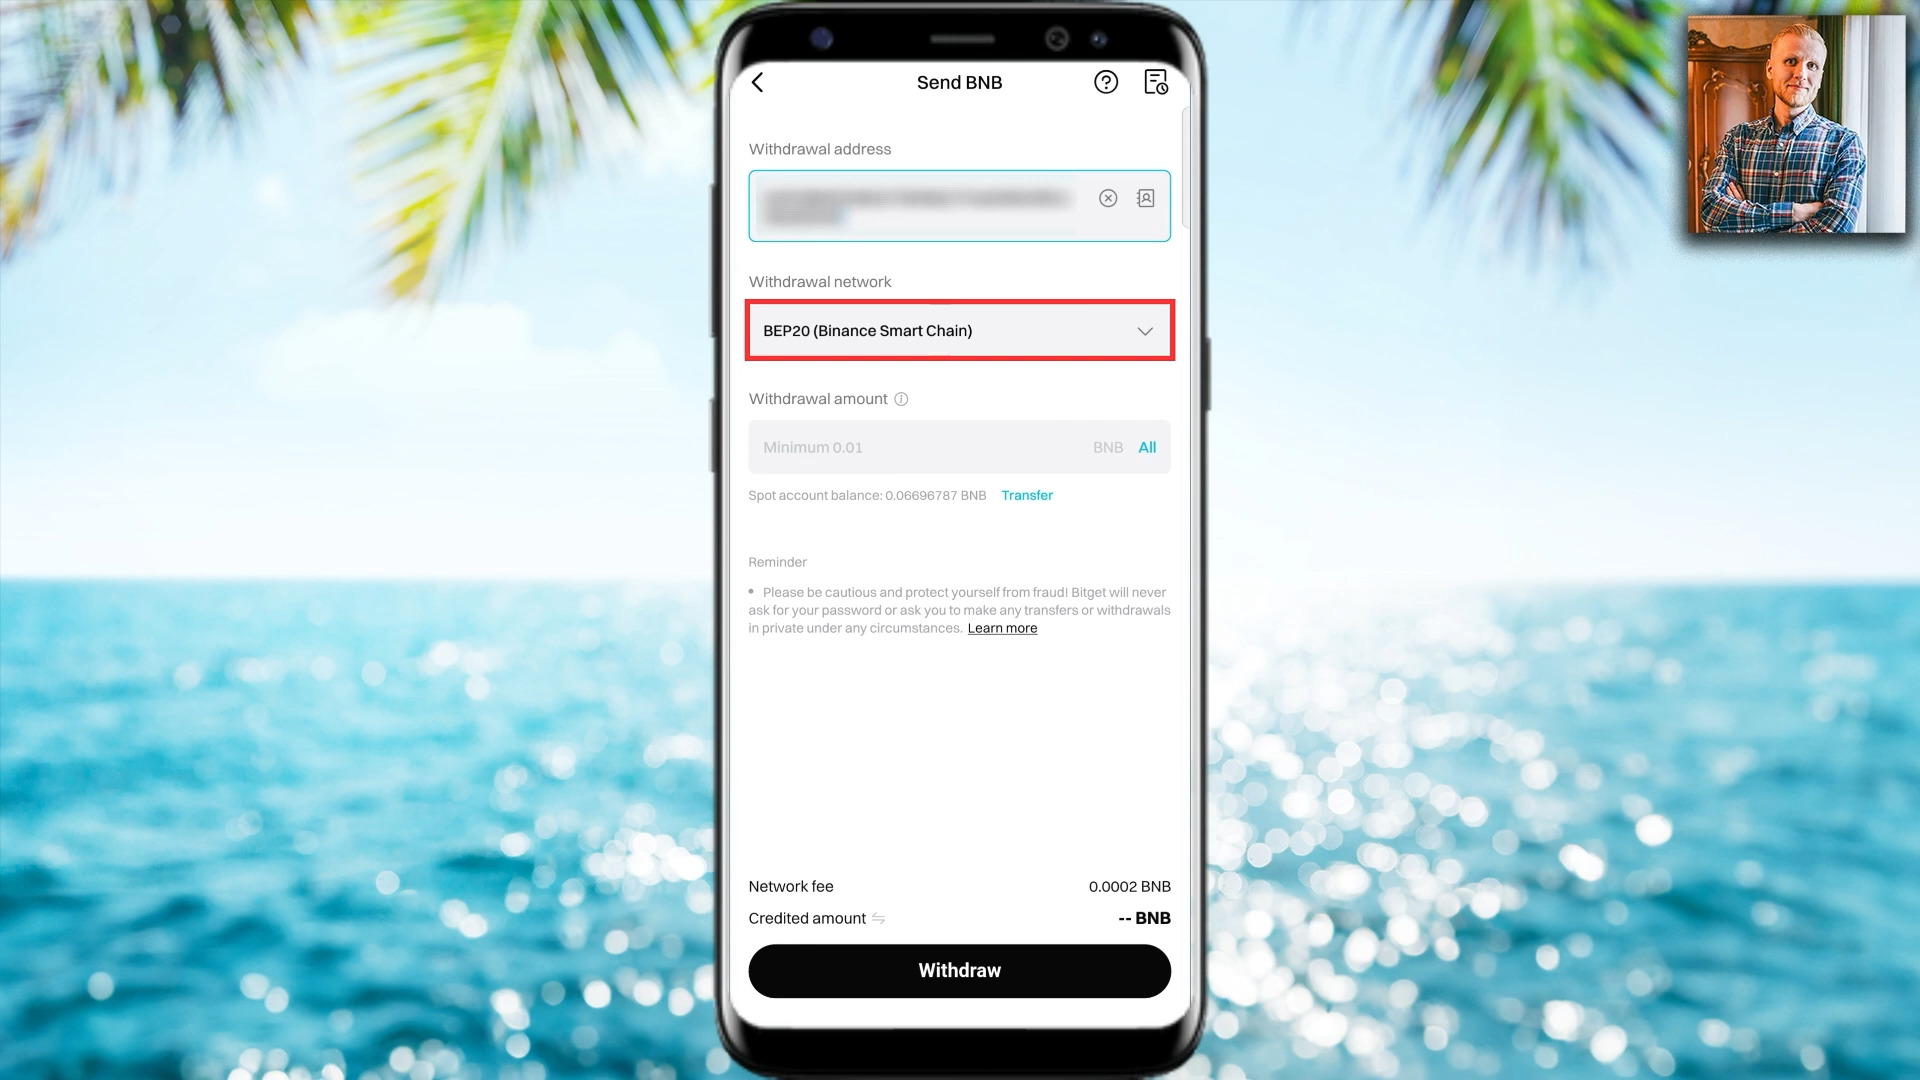 Send BNB
Withdrawal address
Withdrawal network
BEP20 (Binance Smart Chain)
Withdrawal amount
Minimum 0.01 BNB All
Spot account balance: 0.06696787 BNB Transfer
Reminder
• Please be cautious and protect yourself from fraud! Bitget will never
ask for your password or ask you to make any transfers or withdrawals
in private under any circumstances. Learn more
Network fee 0.0002 BNB
Credited amount -- BNB
Withdraw